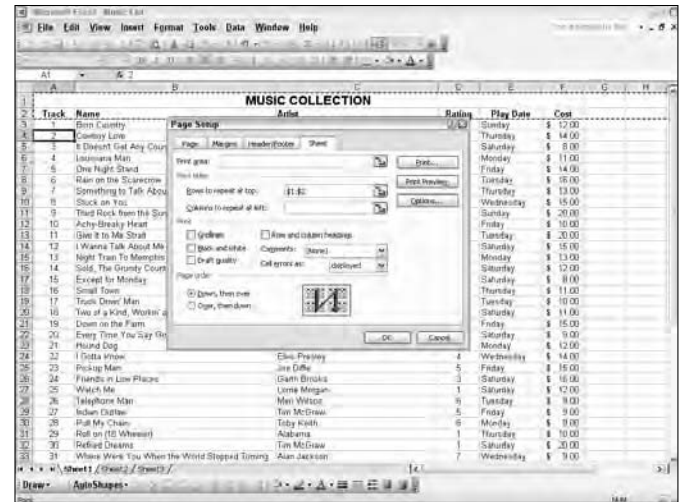 Microsoft Excel - Music List
File Edit View Insert Format Tools Data Window Help
A1
A B C D E F G H
MUSIC COLLECTION
Track Name Artist Rating Play Date Cost
1 Born Country Sunday $ 12.00
2 Cowboy Love Thursday $ 14.00
3 It Doesnt Get Any Coun Saturday $ 8.00
4 Louisiana Man Monday $ 11.00
5 One Night Stand Friday $ 14.00
6 Rain on the Scarecrow Tuesday $ 16.00
7 Something to Talk Abou Thursday $ 13.00
8 Stuck on You Wednesday $ 15.00
9 Third Rock from the Sun Sunday $ 20.00
10 Achy-Breaky Heart Friday $ 10.00
11 Give It to Me Strait Tuesday $ 20.00
12 I Wanna Talk About Me Saturday $ 15.00
13 Night Train To Memphis Monday $ 13.00
14 Sold, The Grundy Count Saturday $ 12.00
15 Except for Monday Saturday $ 8.00
16 Small Town Thursday $ 11.00
17 Truck Drivin' Man Tuesday $ 10.00
18 Two of a Kind, Workin' a Saturday $ 11.00
19 Down on the Farm Friday $ 15.00
20 Every Time You Say Go Saturday $ 9.00
21 Hound Dog Monday $ 12.00
22 I Gotta Know Elvis Presley 4 Wednesday $ 14.00
23 Pickup Man Joe Diffie 5 Friday $ 15.00
24 Friends in Low Places Garth Brooks 3 Saturday $ 16.00
25 Watch Me Lorrie Morgan 1 Saturday $ 12.00
26 Telephone Man Meri Wilson 6 Tuesday $ 9.00
27 Indian Outlaw Tim McGraw 5 Friday $ 9.00
28 Pull My Chain Toby Keith 6 Monday $ 9.00
29 Roll on (18 Wheeler) Alabama 1 Thursday $ 10.00
30 Refried Dreams Tim McGraw 1 Saturday $ 20.00
31 Where Were You When the World Stopped Turning Alan Jackson 7 Wednesday $ 9.00
Page Setup
Page Margins Header/Footer Sheet
Print area:
Print titles
Rows to repeat at top: $1:$2
Columns to repeat at left:
Print
Gridlines Row and column headings
Black and white Comments: (None)
Draft quality Cell errors as: displayed
Page order
Down, then over
Over, then down
Print...
Print Preview
Options...
OK Cancel
Sheet1 / Sheet2 / Sheet3
Draw AutoShapes
Point
NUM